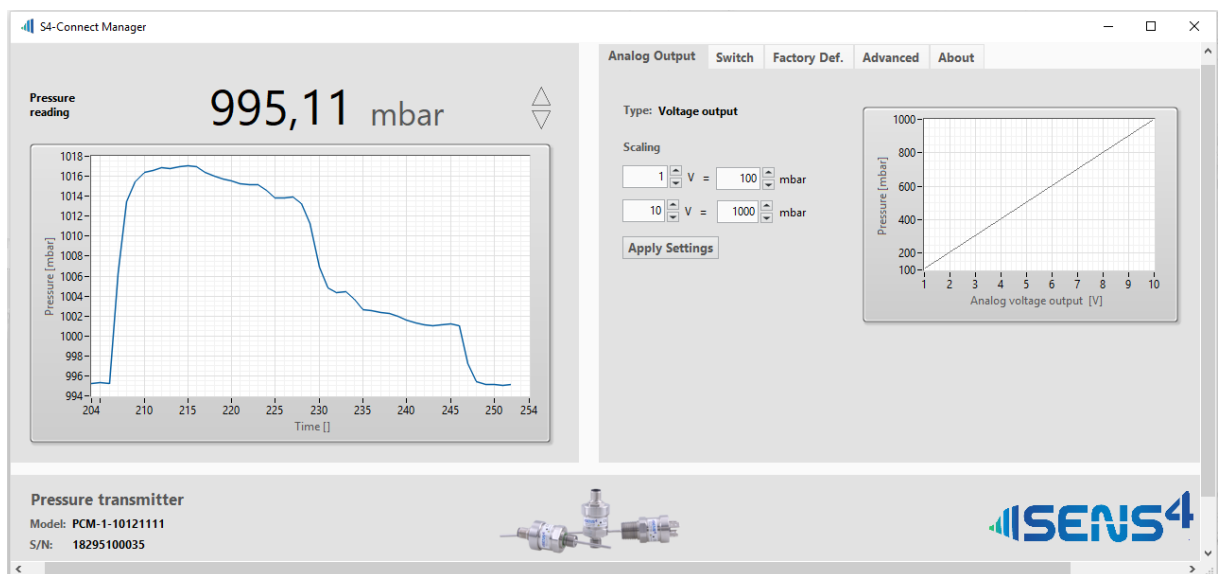 S4-Connect Manager
Pressure
reading
995,11 mbar
1018
1016
1014
1012
1010
1008
1006
1004
1002
1000
998
996
994
Pressure [mbar]
204 210 215 220 225 230 235 240 245 250 254
Time []
Analog Output Switch Factory Def. Advanced About
Type: Voltage output
Scaling
1 V = 100 mbar
10 V = 1000 mbar
Apply Settings
1000
800
600
400
200
100
Pressure [mbar]
1 2 3 4 5 6 7 8 9 10
Analog voltage output [V]
Pressure transmitter
Model: PCM-1-10121111
S/N: 18295100035
SENS4